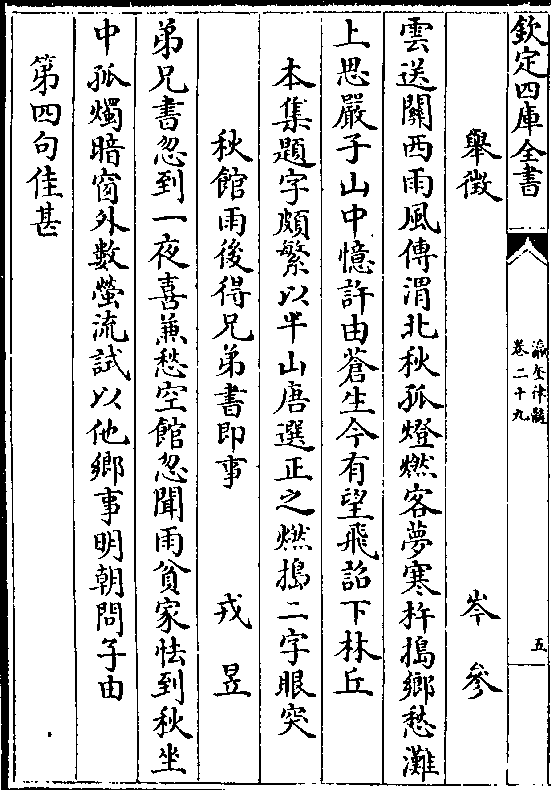 欽定四庫全書
瀛奎律髓
卷二十九
五
舉徴　岑參
雲送關西雨風傳渭北秋孤燈燃客夢寒杵搗鄉愁灘
上思嚴子山中憶許由蒼生今有望飛詔下林丘
本集題字頗繁以半山唐選正之燃搗二字眼突
秋館雨後得兄弟書即事　戎昱
弟兄書忽到一夜喜兼愁空館忽聞雨貧家怯到秋坐
中孤燭暗窗外數螢流試以他鄉事明朝問子由
第四句佳甚